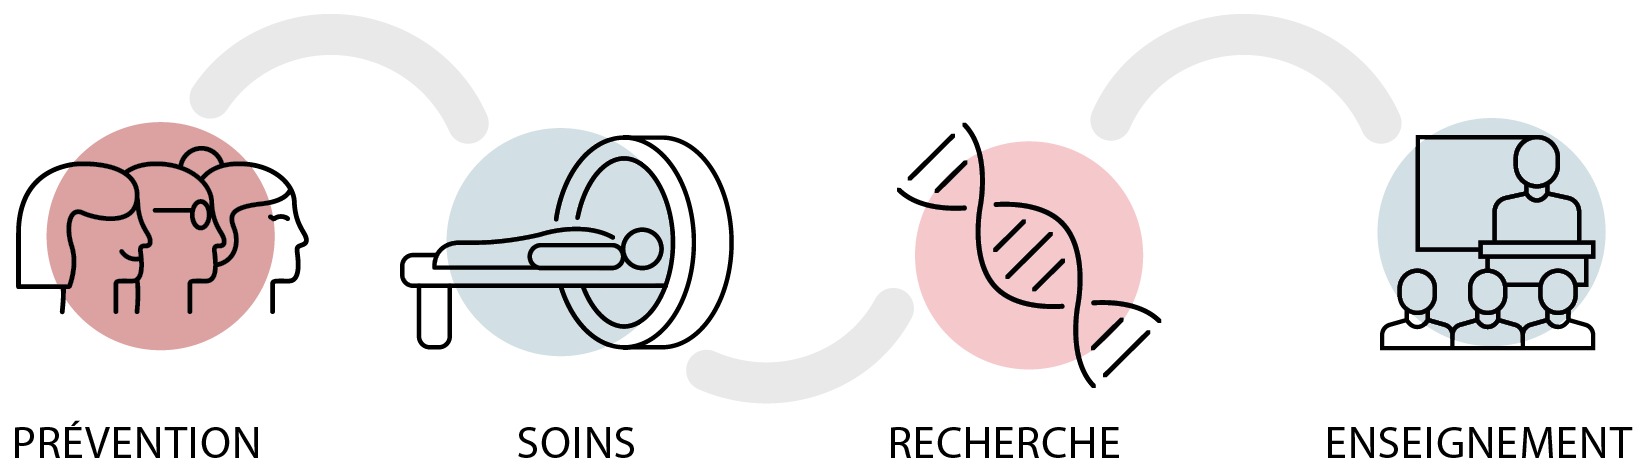 PRÉVENTION
SOINS
RECHERCHE
ENSEIGNEMENT